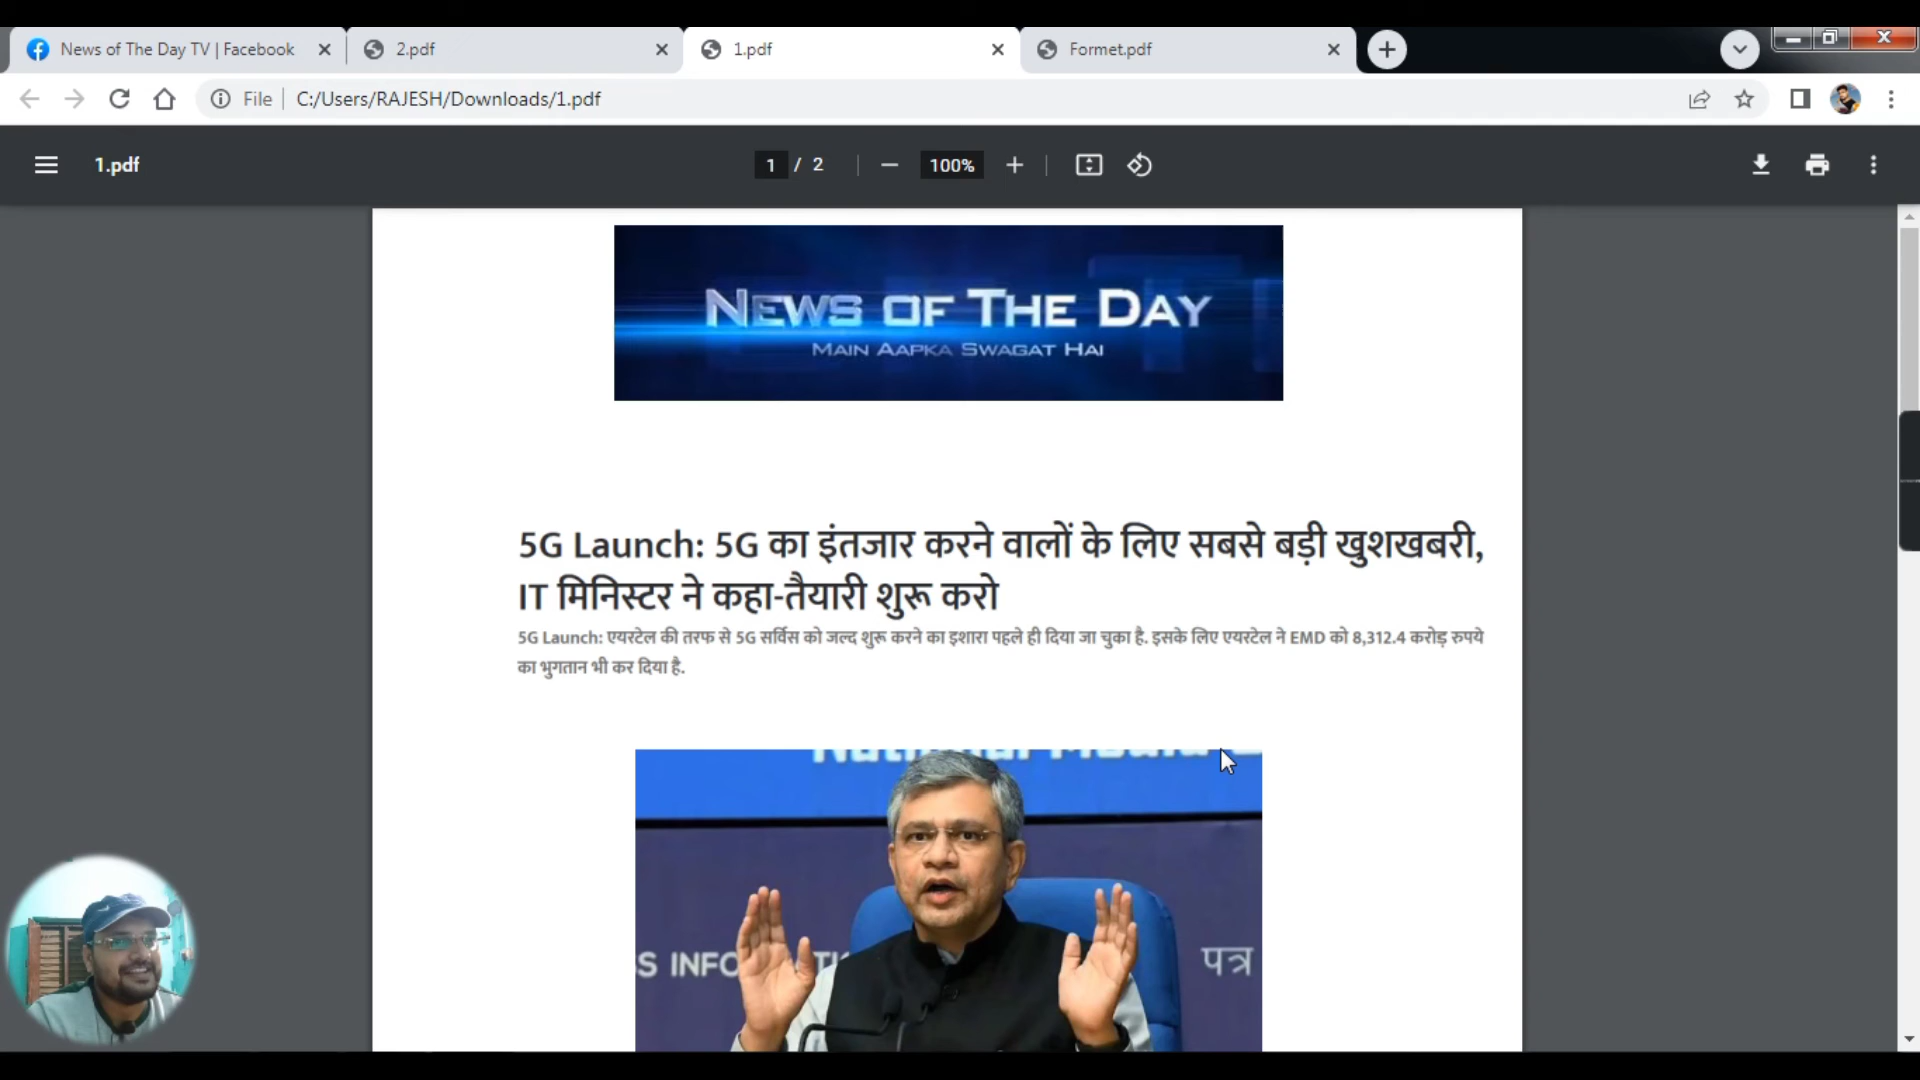 News of The Day TV | Facebook
2.pdf
1.pdf
Formet.pdf
File
C:/Users/RAJESH/Downloads/1.pdf
1.pdf
1 / 2
100%
NEWS OF THE DAY
MAIN AAPKA SWAGAT HAI
5G Launch: 5G का इंतजार करने वालों के लिए सबसे बड़ी खुशखबरी,
IT मिनिस्टर ने कहा-तैयारी शुरू करो
5G Launch: एयरटेल की तरफ से 5G सर्विस को जल्द शुरू करने का इशारा पहले ही दिया जा चुका है. इसके लिए एयरटेल ने EMD को 8,312.4 करोड़ रुपये
का भुगतान भी कर दिया है.
National Media
S INFO
पत्र